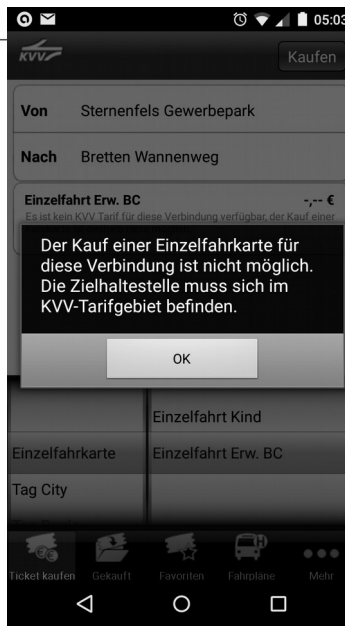 05:03
KVV
Kaufen
Von Sternenfels Gewerbepark
Nach Bretten Wannenweg
Einzelfahrt Erw. BC -,-- €
Es ist kein KVV Tarif für diese Verbindung verfügbar, der Kauf einer
Der Kauf einer Einzelfahrkarte für
diese Verbindung ist nicht möglich.
Die Zielhaltestelle muss sich im
KVV-Tarifgebiet befinden.
OK
Einzelfahrt Kind
Einzelfahrkarte Einzelfahrt Erw. BC
Tag City
Ticket kaufen Gekauft Favoriten Fahrpläne Mehr